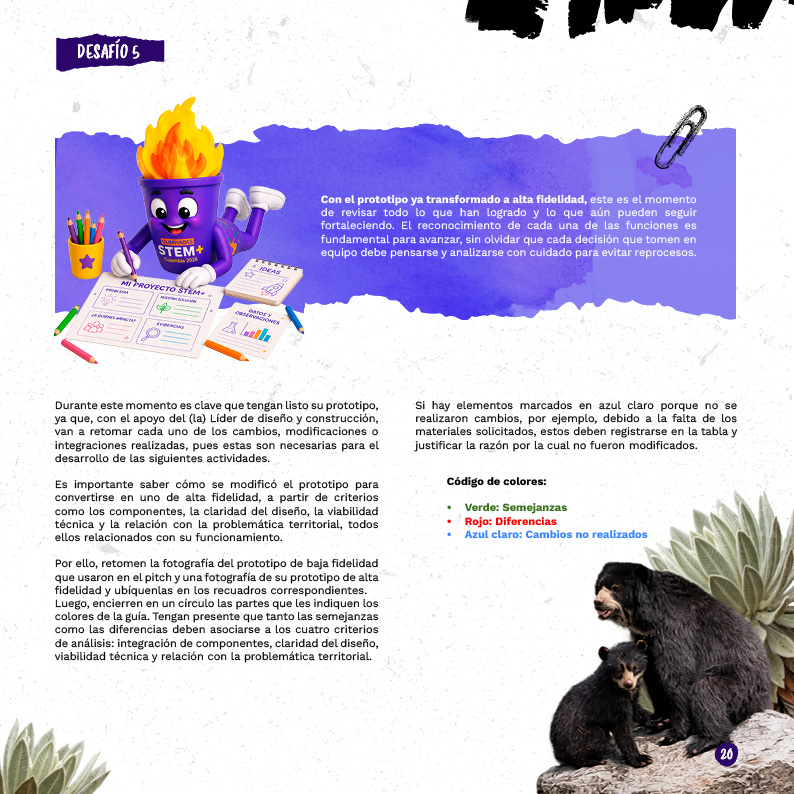 DESAFÍO 5
Con el prototipo ya transformado a alta fidelidad, este es el momento
de revisar todo lo que han logrado y lo que aún pueden seguir
fortaleciendo. El reconocimiento de cada una de las funciones es
fundamental para avanzar, sin olvidar que cada decisión que tomen en
equipo debe pensarse y analizarse con cuidado para evitar reprocesos.
OLIMPIADAS
STEM+
Colombia 2026
IDEAS
MI PROYECTO STEM+
PROBLEMA
NUESTRA SOLUCIÓN
¿A QUIÉNES IMPACTA?
EVIDENCIAS
DATOS Y
OBSERVACIONES
Durante este momento es clave que tengan listo su prototipo,
ya que, con el apoyo del (la) Líder de diseño y construcción,
van a retomar cada uno de los cambios, modificaciones o
integraciones realizadas, pues estas son necesarias para el
desarrollo de las siguientes actividades.
Es importante saber cómo se modificó el prototipo para
convertirse en uno de alta fidelidad, a partir de criterios
como los componentes, la claridad del diseño, la viabilidad
técnica y la relación con la problemática territorial, todos
ellos relacionados con su funcionamiento.
Por ello, retomen la fotografía del prototipo de baja fidelidad
que usaron en el pitch y una fotografía de su prototipo de alta
fidelidad y ubíquenlas en los recuadros correspondientes.
Luego, encierren en un círculo las partes que les indiquen los
colores de la guía. Tengan presente que tanto las semejanzas
como las diferencias deben asociarse a los cuatro criterios
de análisis: integración de componentes, claridad del diseño,
viabilidad técnica y relación con la problemática territorial.
Si hay elementos marcados en azul claro porque no se
realizaron cambios, por ejemplo, debido a la falta de los
materiales solicitados, estos deben registrarse en la tabla y
justificar la razón por la cual no fueron modificados.
Código de colores:
• Verde: Semejanzas
• Rojo: Diferencias
• Azul claro: Cambios no realizados
26